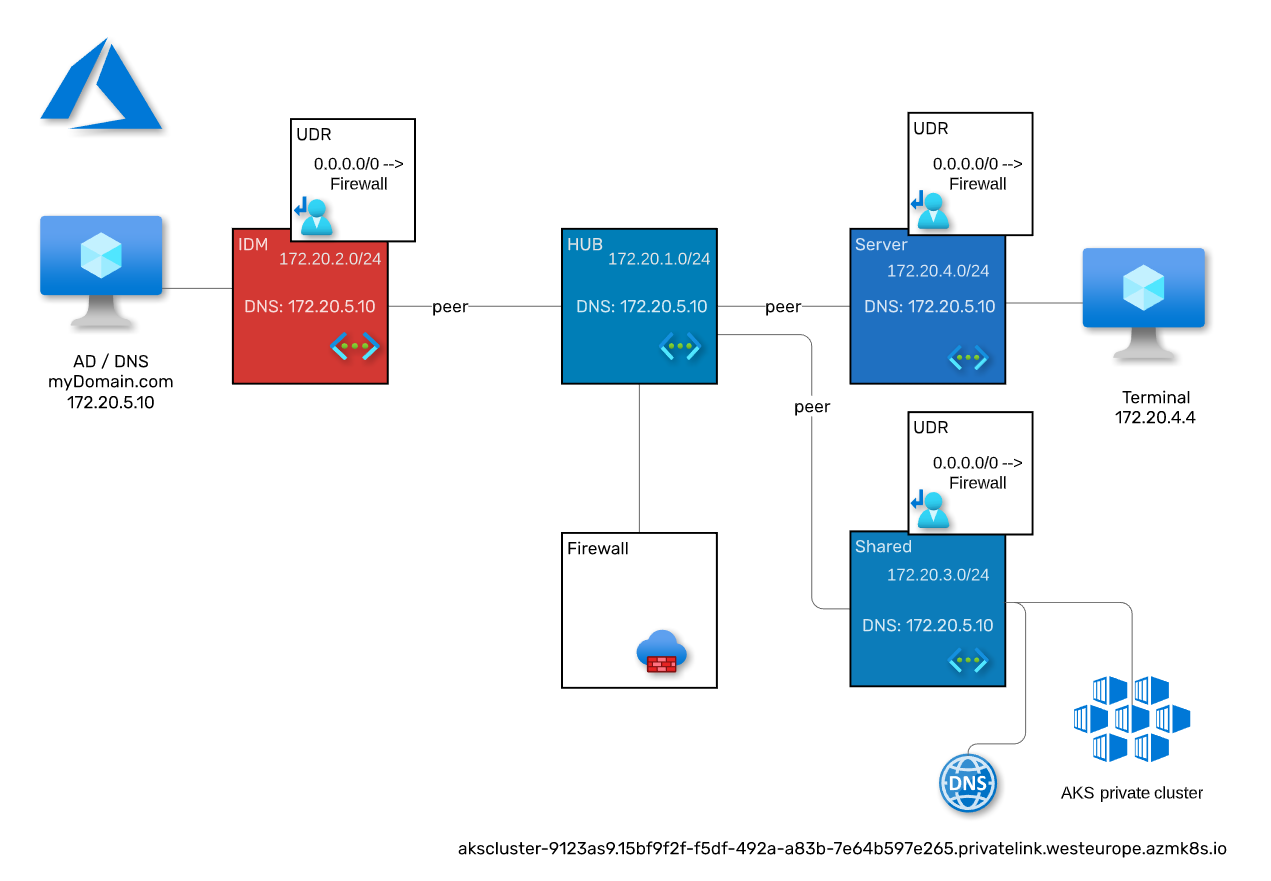 UDR
0.0.0.0/0 -->
Firewall
IDM
172.20.2.0/24
DNS: 172.20.5.10
AD / DNS
myDomain.com
172.20.5.10
peer
HUB
172.20.1.0/24
DNS: 172.20.5.10
peer
UDR
0.0.0.0/0 -->
Firewall
Server
172.20.4.0/24
DNS: 172.20.5.10
Terminal
172.20.4.4
peer
Firewall
UDR
0.0.0.0/0 -->
Firewall
Shared
172.20.3.0/24
DNS: 172.20.5.10
DNS
AKS private cluster
akscluster-9123as9.15bf9f2f-f5df-492a-a83b-7e64b597e265.privatelink.westeurope.azmk8s.io